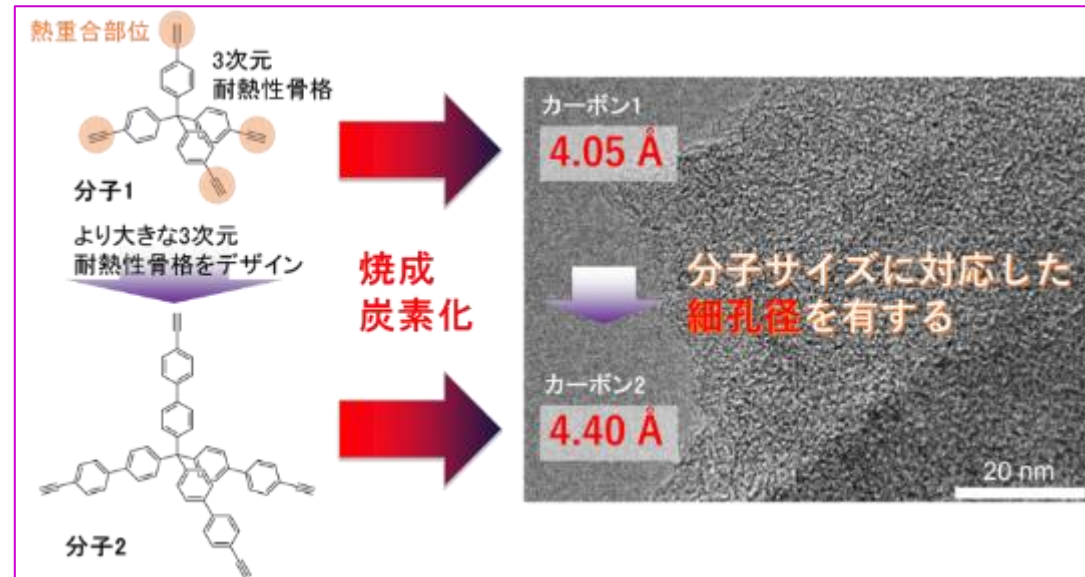 熱重合部位
3次元
耐熱性骨格
分子1
より大きな3次元
耐熱性骨格をデザイン
分子2
焼成
炭素化
カーボン1
4.05 Å
分子サイズに対応した
細孔径を有する
カーボン2
4.40 Å
20 nm